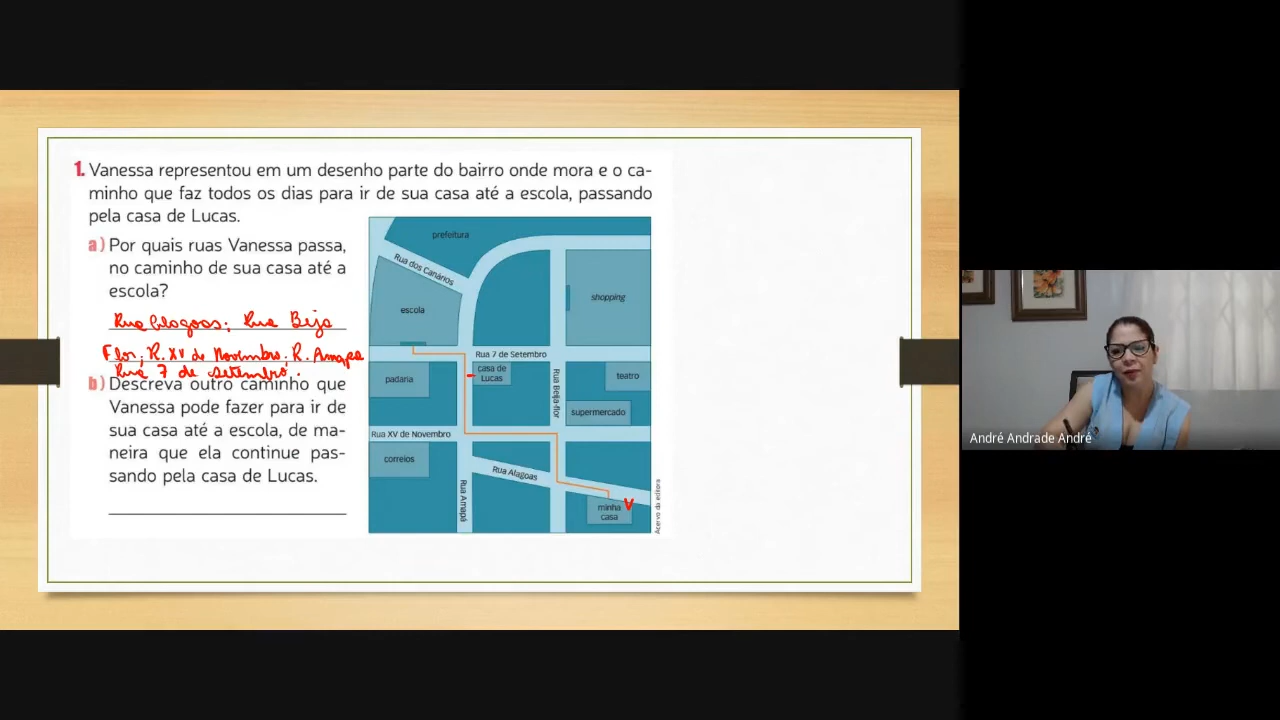 1. Vanessa representou em um desenho parte do bairro onde mora e o ca-
minho que faz todos os dias para ir de sua casa até a escola, passando
pela casa de Lucas.
a) Por quais ruas Vanessa passa,
no caminho de sua casa até a
escola?
Rua Alagoas; Rua Beija
Flor; R. XV de Novembro; R. Amapá
Rua 7 de setembro.
b) Descreva outro caminho que
Vanessa pode fazer para ir de
sua casa até a escola, de ma-
neira que ela continue pas-
sando pela casa de Lucas.
prefeitura
Rua dos Canários
escola
shopping
Rua 7 de Setembro
padaria
casa de
Lucas
Rua Beija-flor
teatro
supermercado
Rua XV de Novembro
correios
Rua Alagoas
Rua Amapá
minha
casa
V
Acervo da editora
André Andrade André